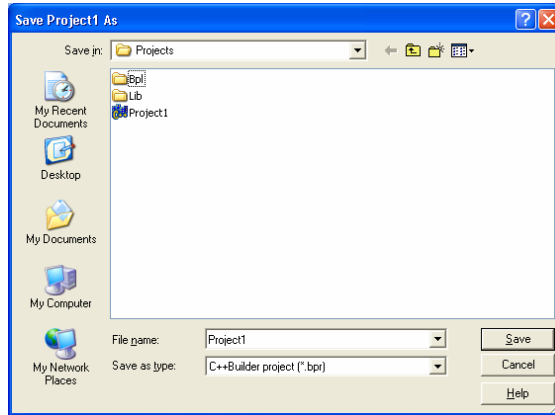 Save Project1 As
Save in: Projects
Bpl
Lib
Project1
My Recent
Documents
Desktop
My Documents
My Computer
My Network
Places
File name: Project1 Save
Save as type: C++Builder project (*.bpr) Cancel
Help